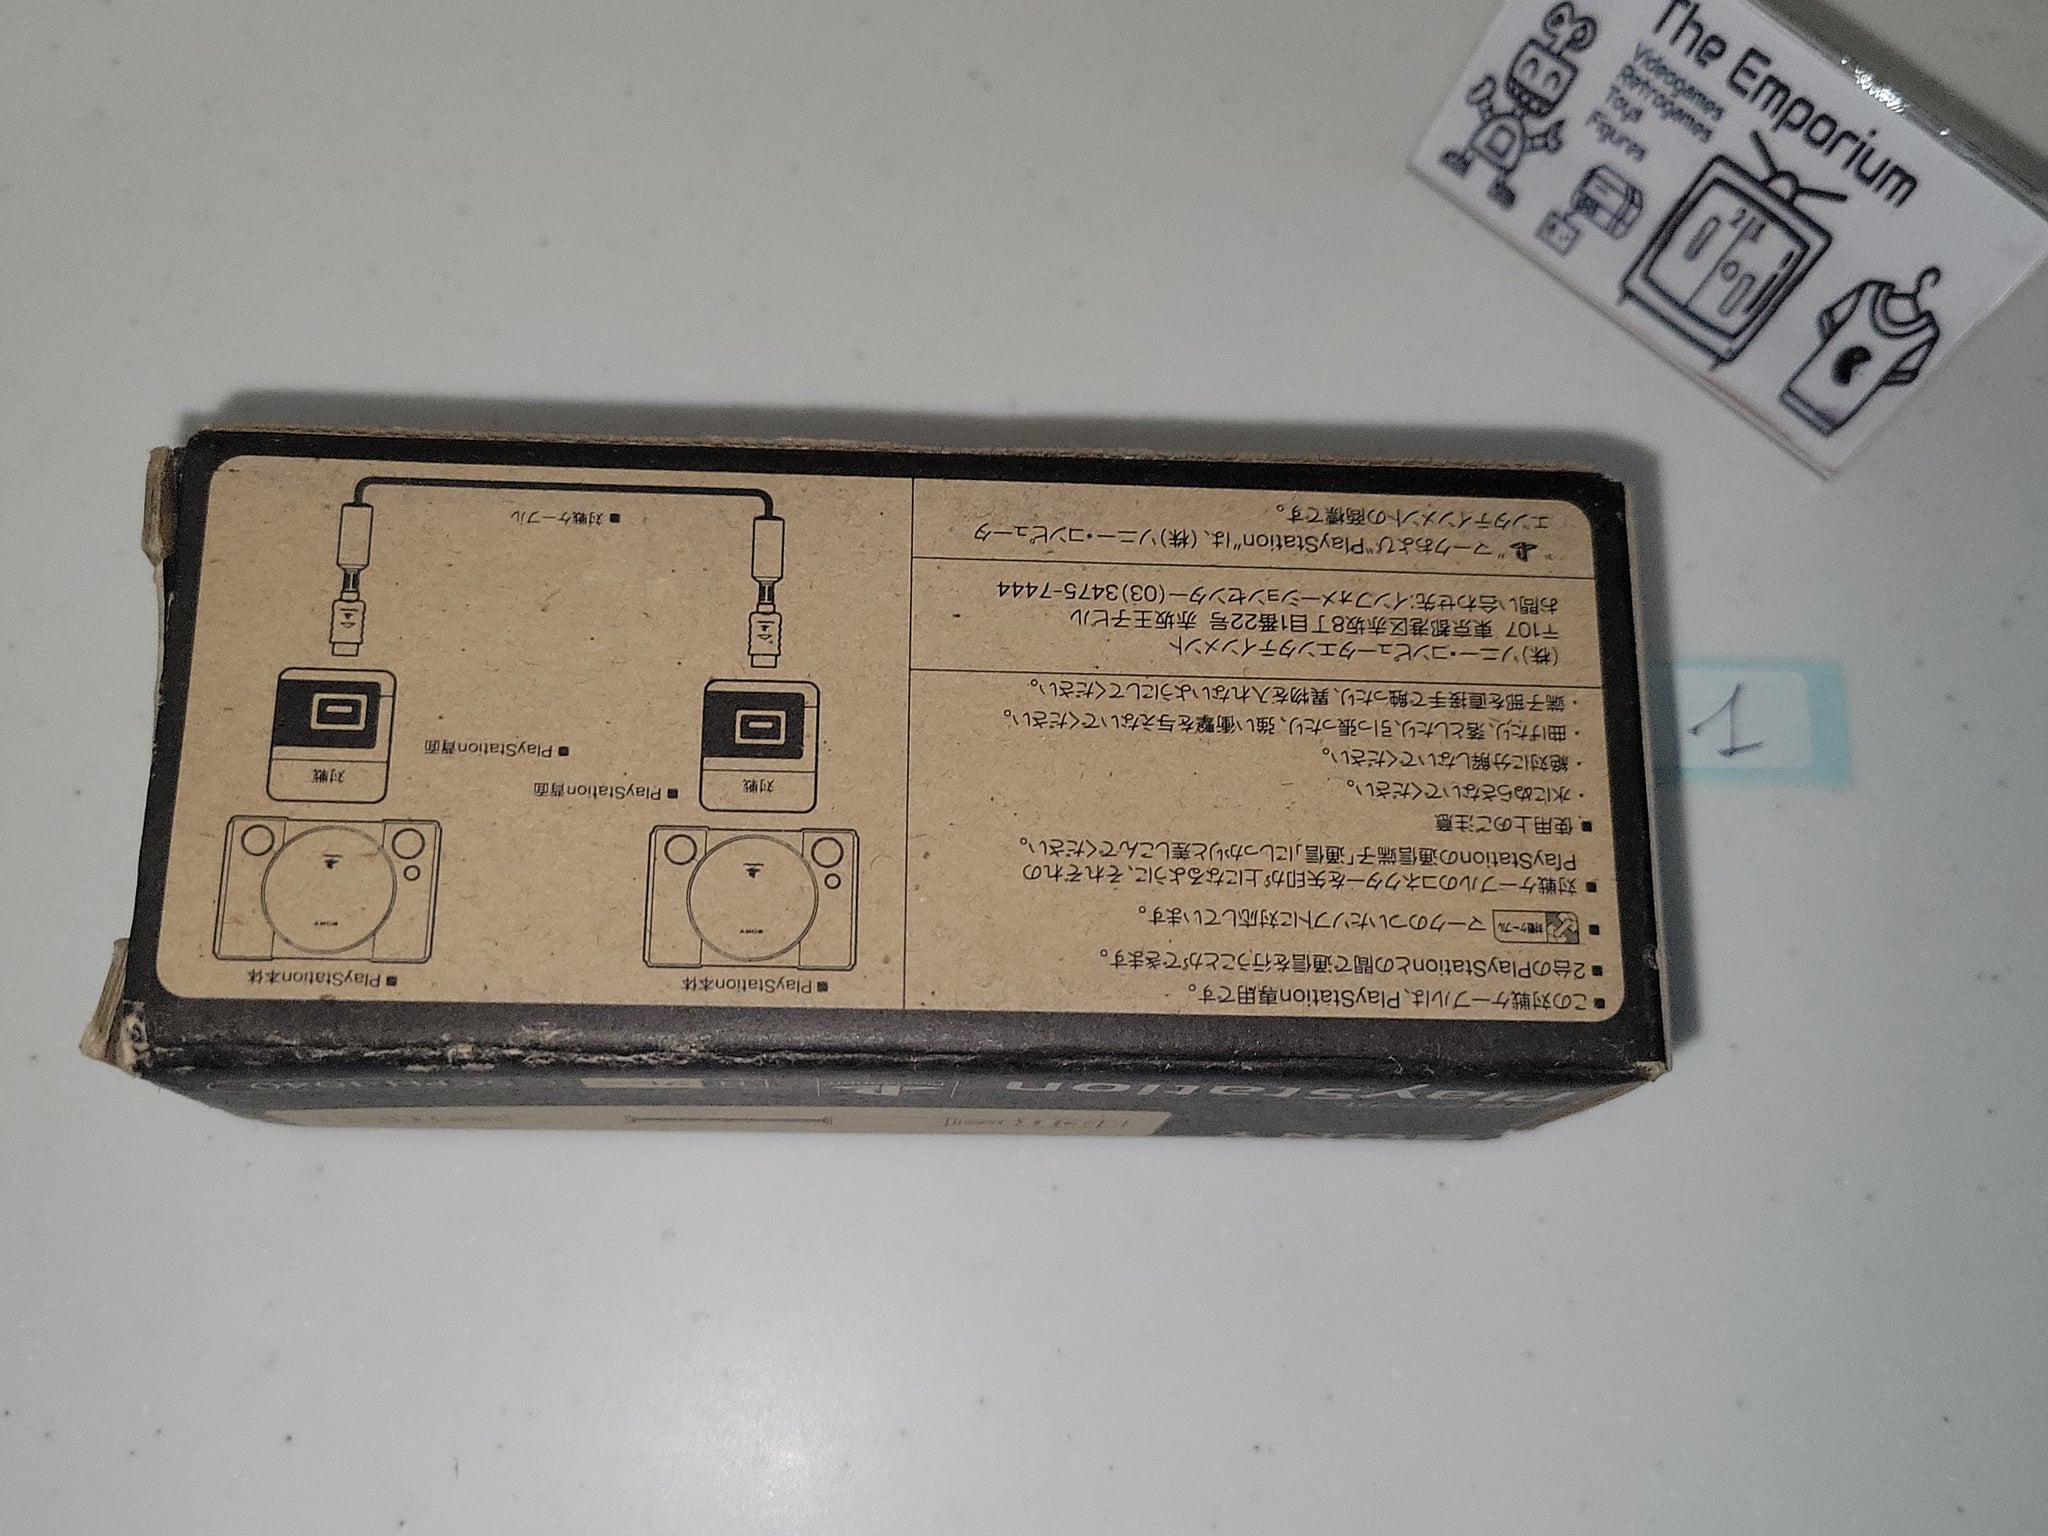 The Emporium
Videogames
Retrogames
Toys
Figures
■この対戦ケーブルは、PlayStation専用です。
■2台のPlayStationとの間で通信を行うことができます。
■対戦ケーブル マークのついたソフトに対応しています。
■対戦ケーブルのコネクターを矢印が上になるように、それぞれの
PlayStationの通信端子「通信」にしっかりと差しこんでください。
■使用上のご注意
・水にぬらさないでください。
・絶対に分解しないでください。
・曲げたり、落としたり、引っ張ったり、強い衝撃を与えないでください。
・端子部を直接手で触ったり、異物を入れないようにしてください。
(株)ソニー・コンピュータエンタテインメント
〒107 東京都港区赤坂8丁目1番22号 赤坂王子ビル
お問い合わせ先:インフォメーションセンター(03)3475-7444
" "マークおよび"PlayStation"は、(株)ソニー・コンピュータ
エンタテインメントの商標です。
■PlayStation本体
■PlayStation本体
SONY
SONY
■PlayStation背面
■PlayStation背面
対戦
対戦
■対戦ケーブル
PlayStation
1